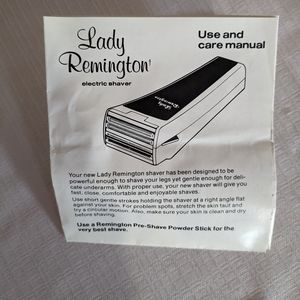 Lady
Remington
electric shaver
Use and
care manual
Lady
Remington
Your new Lady Remington shaver has been designed to be
powerful enough to shave your legs yet gentle enough for deli-
cate underarms. With proper use, your new shaver will give you
fast, close, comfortable and enjoyable shaves.
Use short gentle strokes holding the shaver at a right angle flat
against your skin. For problem spots, stretch the skin taut and
try a circular motion. Also, make sure your skin is clean and dry
before shaving.
Use a Remington Pre-Shave Powder Stick for the
very best shave.